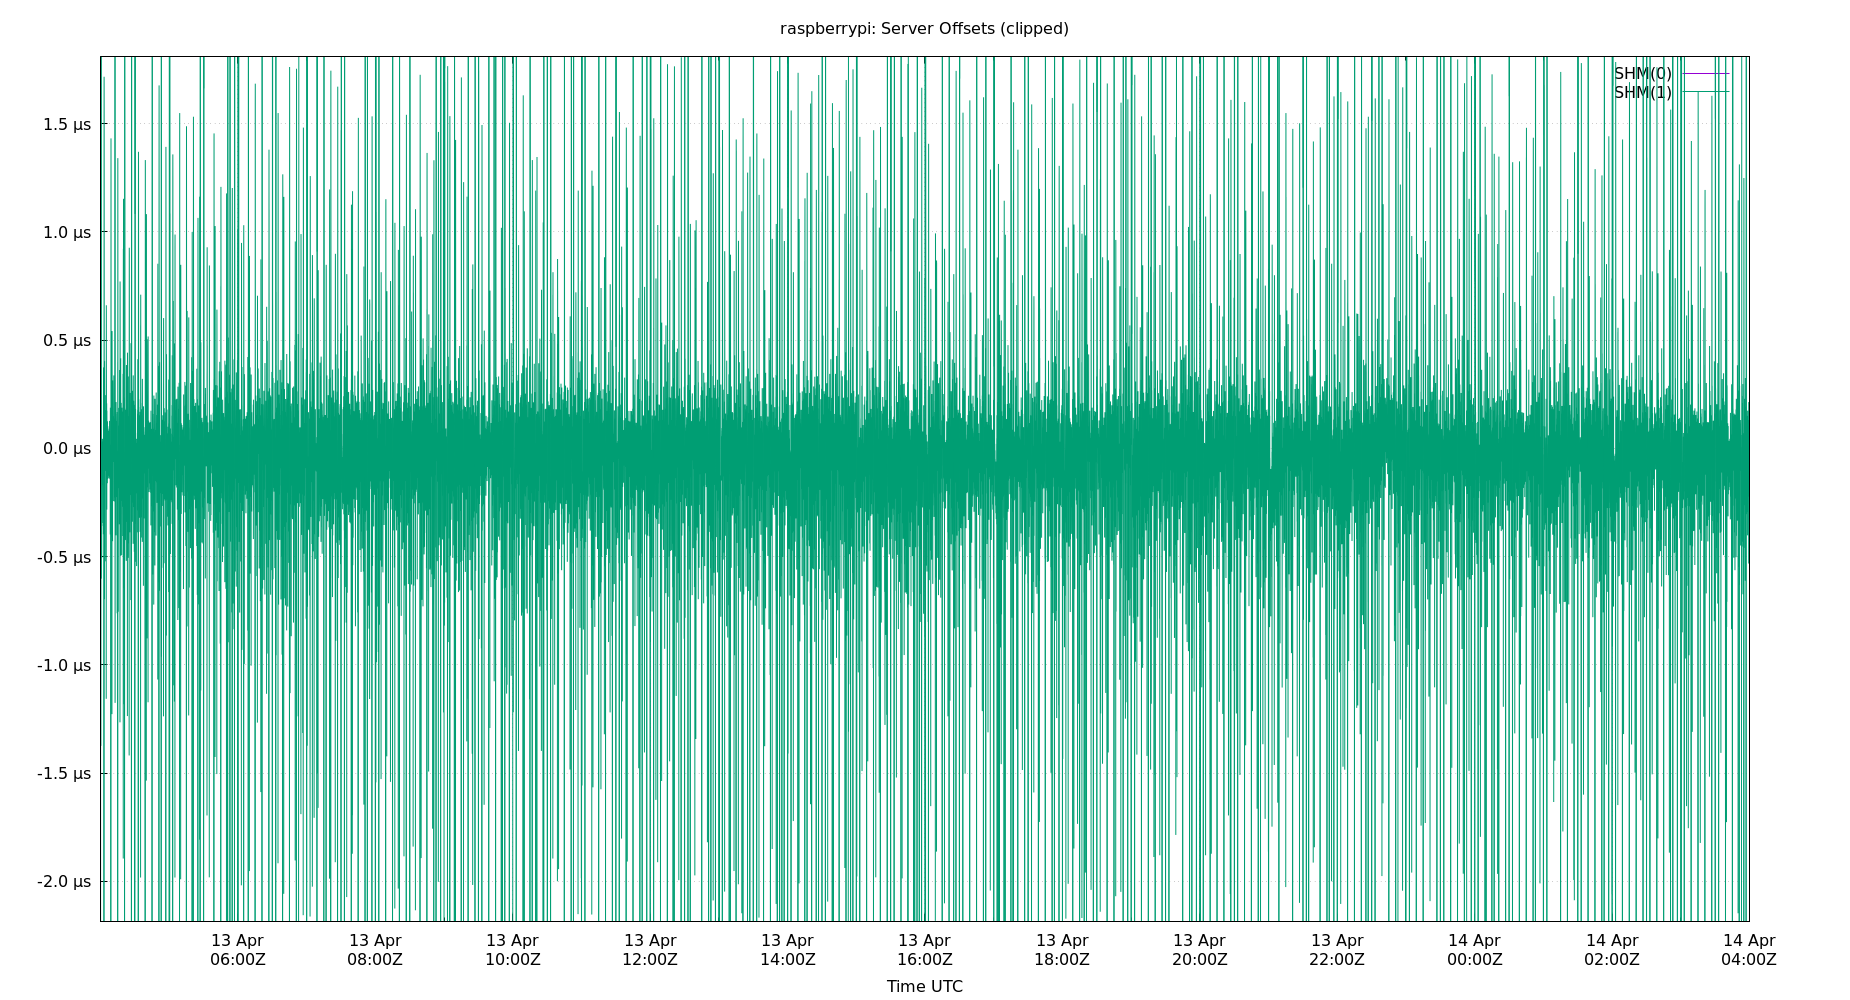 raspberrypi: Server Offsets (clipped)
SHM(0)
SHM(1)
1.5 µs
1.0 µs
0.5 µs
0.0 µs
-0.5 µs
-1.0 µs
-1.5 µs
-2.0 µs
13 Apr 13 Apr 13 Apr 13 Apr 13 Apr 13 Apr 13 Apr 13 Apr 13 Apr 14 Apr 14 Apr 14 Apr
06:00Z 08:00Z 10:00Z 12:00Z 14:00Z 16:00Z 18:00Z 20:00Z 22:00Z 00:00Z 02:00Z 04:00Z
Time UTC